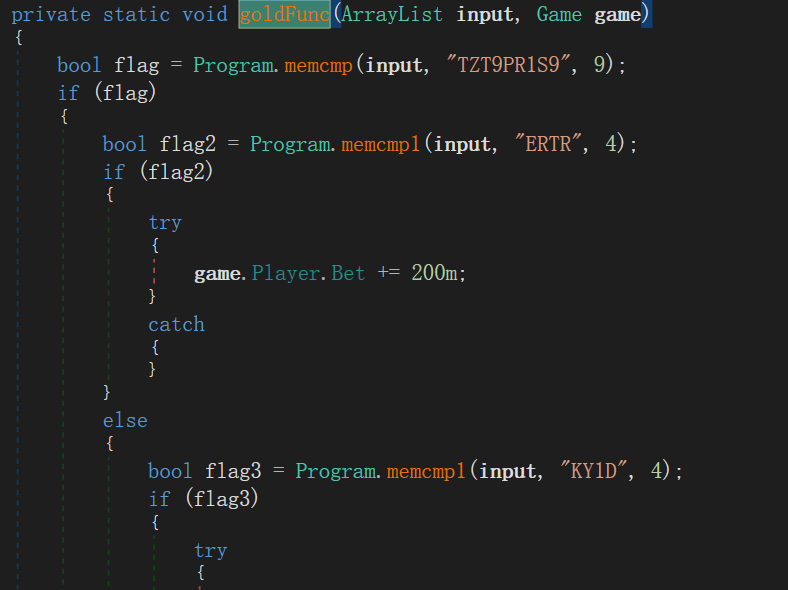 private static void goldFunc(ArrayList input, Game game)
{
bool flag = Program.memcmp(input, "TZT9PR1S9", 9);
if (flag)
{
bool flag2 = Program.memcmp1(input, "ERTR", 4);
if (flag2)
{
try
{
game.Player.Bet += 200m;
}
catch
{
}
}
else
{
bool flag3 = Program.memcmp1(input, "KY1D", 4);
if (flag3)
{
try
{